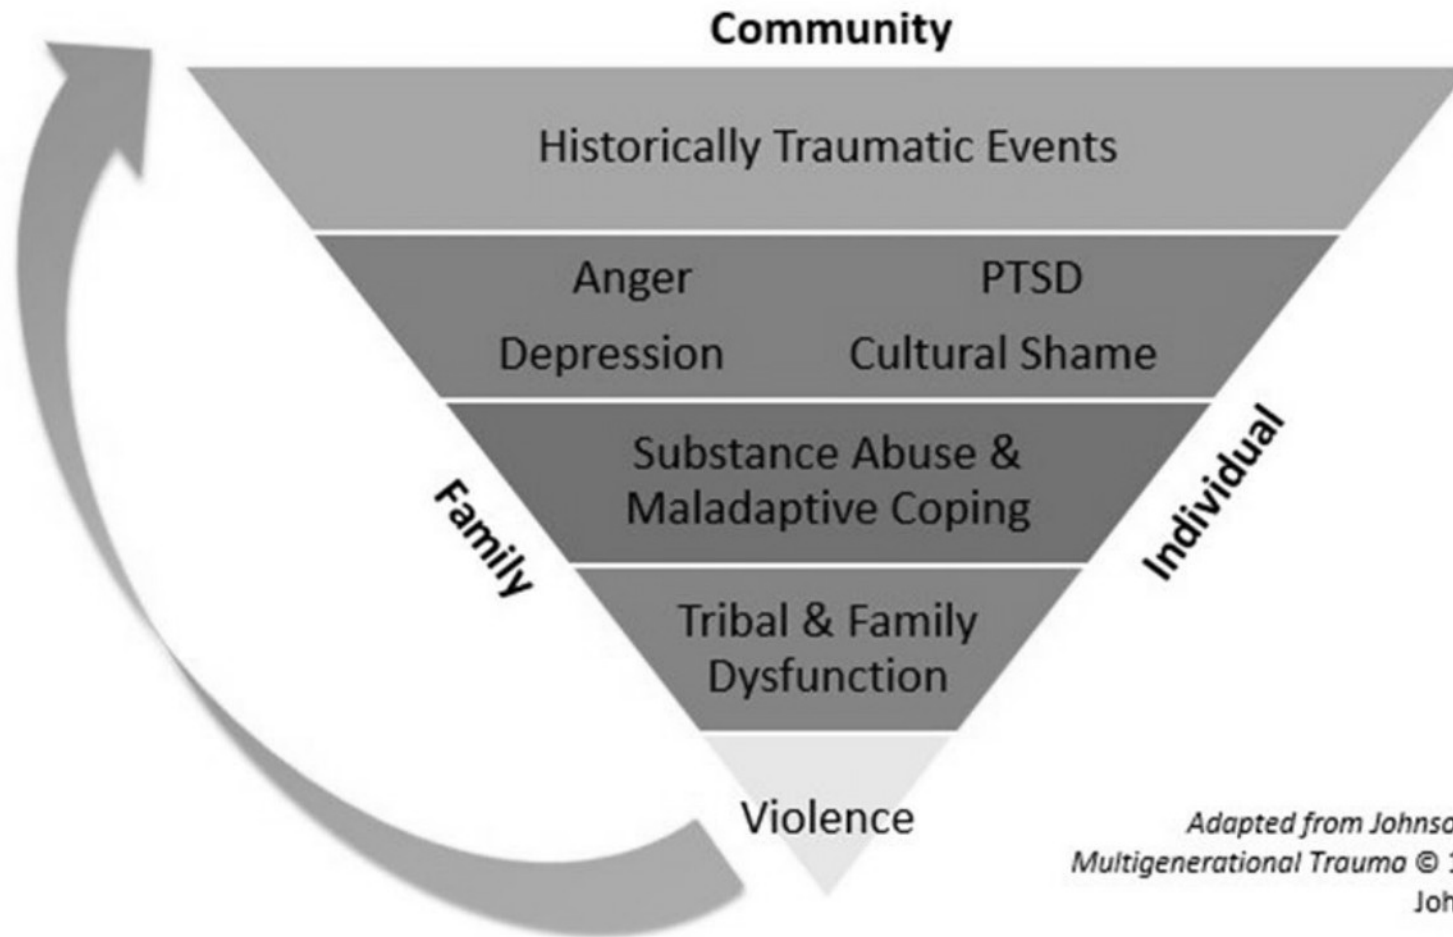 Community
Historically Traumatic Events
Anger PTSD
Depression Cultural Shame
Substance Abuse &
Maladaptive Coping
Family
Individual
Tribal & Family
Dysfunction
Violence
Adapted from
Multigenerational Trauma ©